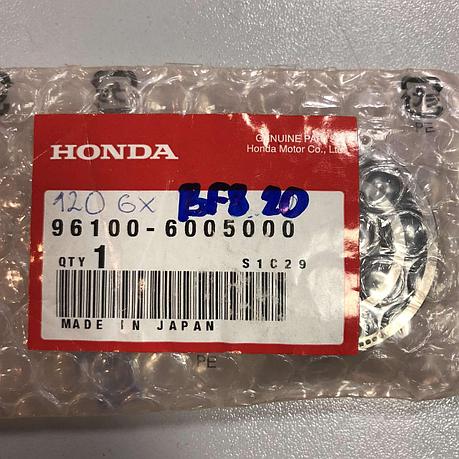 GENUINE PARTS
HONDA
Honda Motor Co., Ltd.
PE
120 GX BF8.20
96100-6005000
QTY 1 S1C29
MADE IN JAPAN
PE